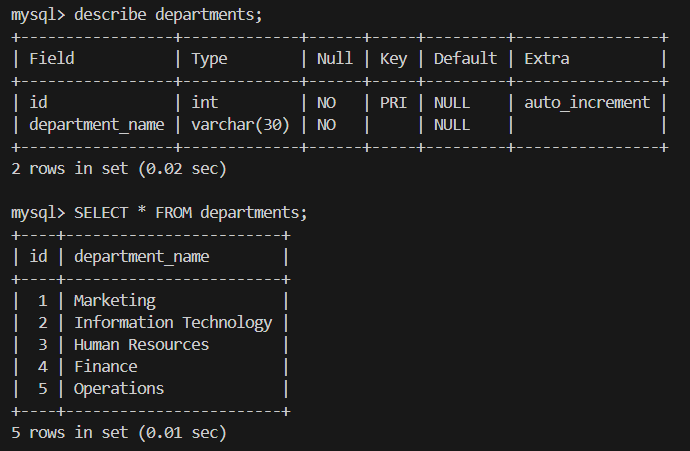 mysql> describe departments;
+-----------------+-------------+------+-----+---------+----------------+
| Field           | Type        | Null | Key | Default | Extra          |
+-----------------+-------------+------+-----+---------+----------------+
| id              | int         | NO   | PRI | NULL    | auto_increment |
| department_name | varchar(30) | NO   |     | NULL    |                |
+-----------------+-------------+------+-----+---------+----------------+
2 rows in set (0.02 sec)

mysql> SELECT * FROM departments;
+----+------------------------+
| id | department_name        |
+----+------------------------+
|  1 | Marketing              |
|  2 | Information Technology |
|  3 | Human Resources        |
|  4 | Finance                |
|  5 | Operations             |
+----+------------------------+
5 rows in set (0.01 sec)